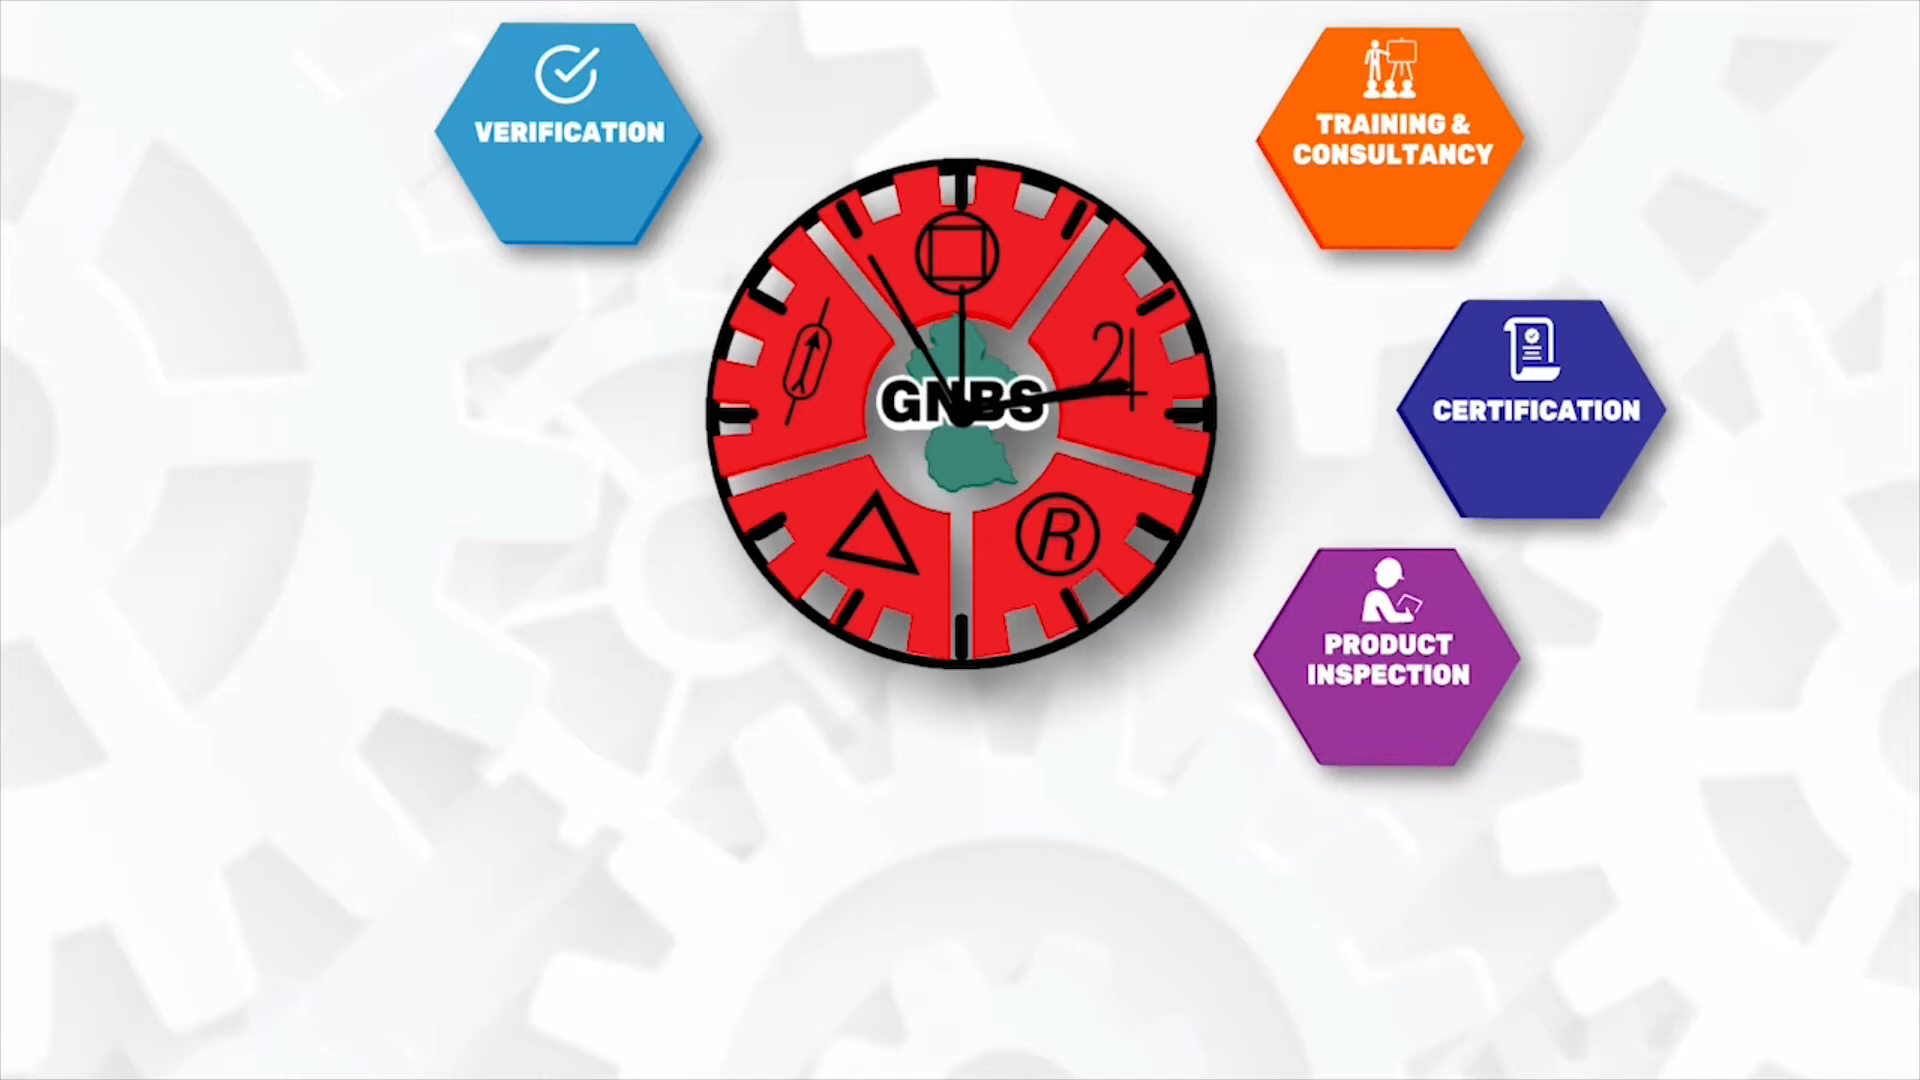 VERIFICATION
TRAINING &
CONSULTANCY
GNBS
CERTIFICATION
R
PRODUCT
INSPECTION